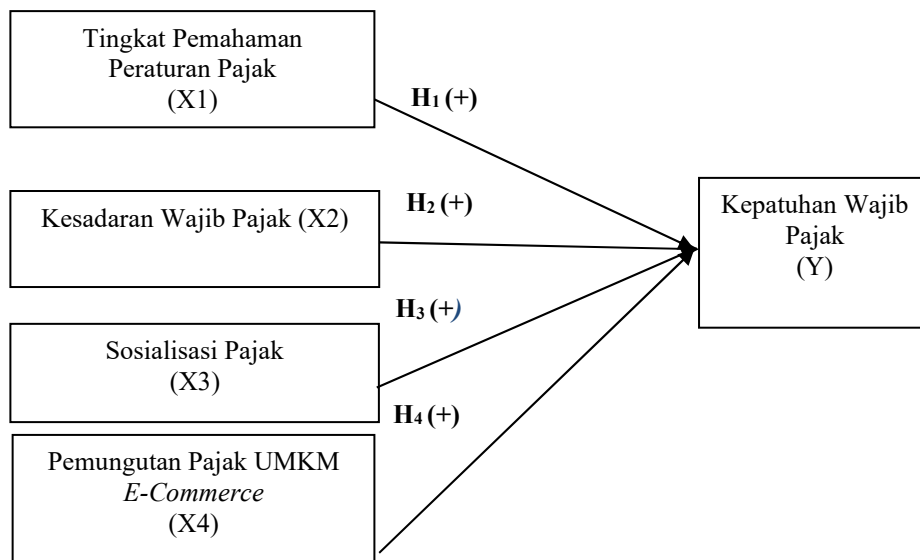 Tingkat Pemahaman
Peraturan Pajak
(X1)
H₁ (+)
Kesadaran Wajib Pajak (X2)
H₂ (+)
Kepatuhan Wajib
Pajak
(Y)
H₃ (+)
Sosialisasi Pajak
(X3)
H₄ (+)
Pemungutan Pajak UMKM
E-Commerce
(X4)